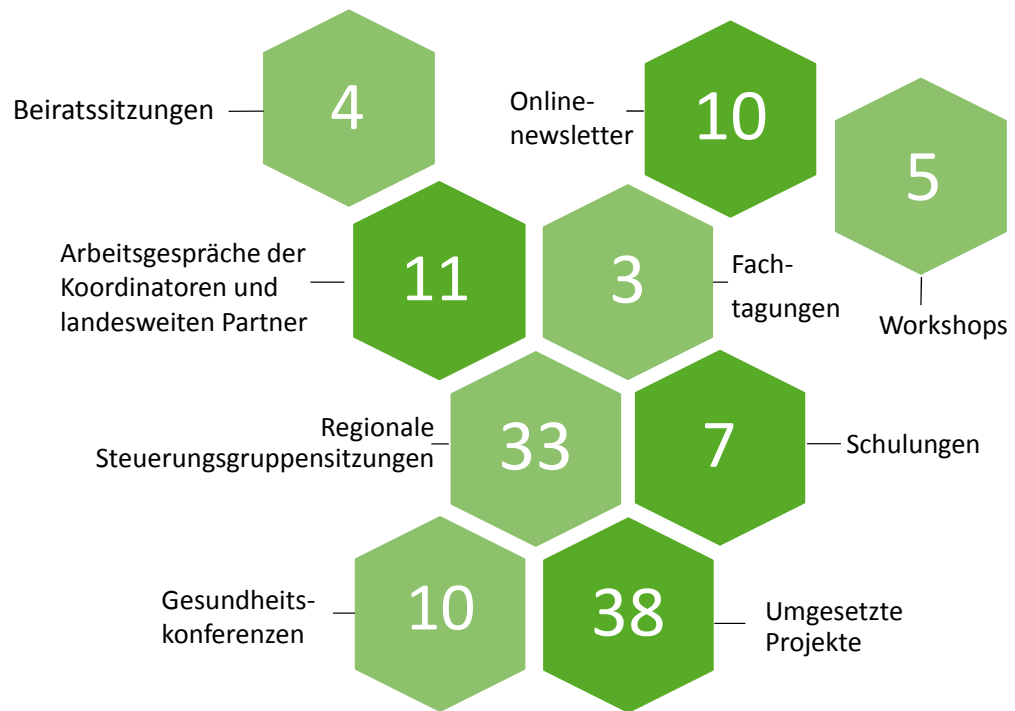 Beiratssitzungen
4
Online-
newsletter
10
5
Workshops
Arbeitsgespräche der
Koordinatoren und
landesweiten Partner
11
3
Fach-
tagungen
Regionale
Steuerungsgruppensitzungen
33
7
Schulungen
Gesundheits-
konferenzen
10
38
Umgesetzte
Projekte